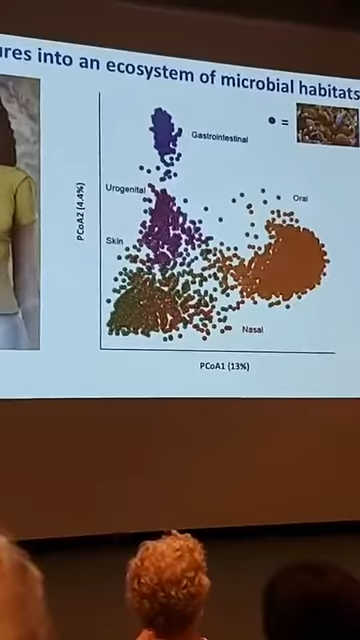 ures into an ecosystem of microbial habitats
Gastrointestinal
=
Urogenital
Oral
Skin
Nasal
PCoA2 (4.4%)
PCoA1 (13%)